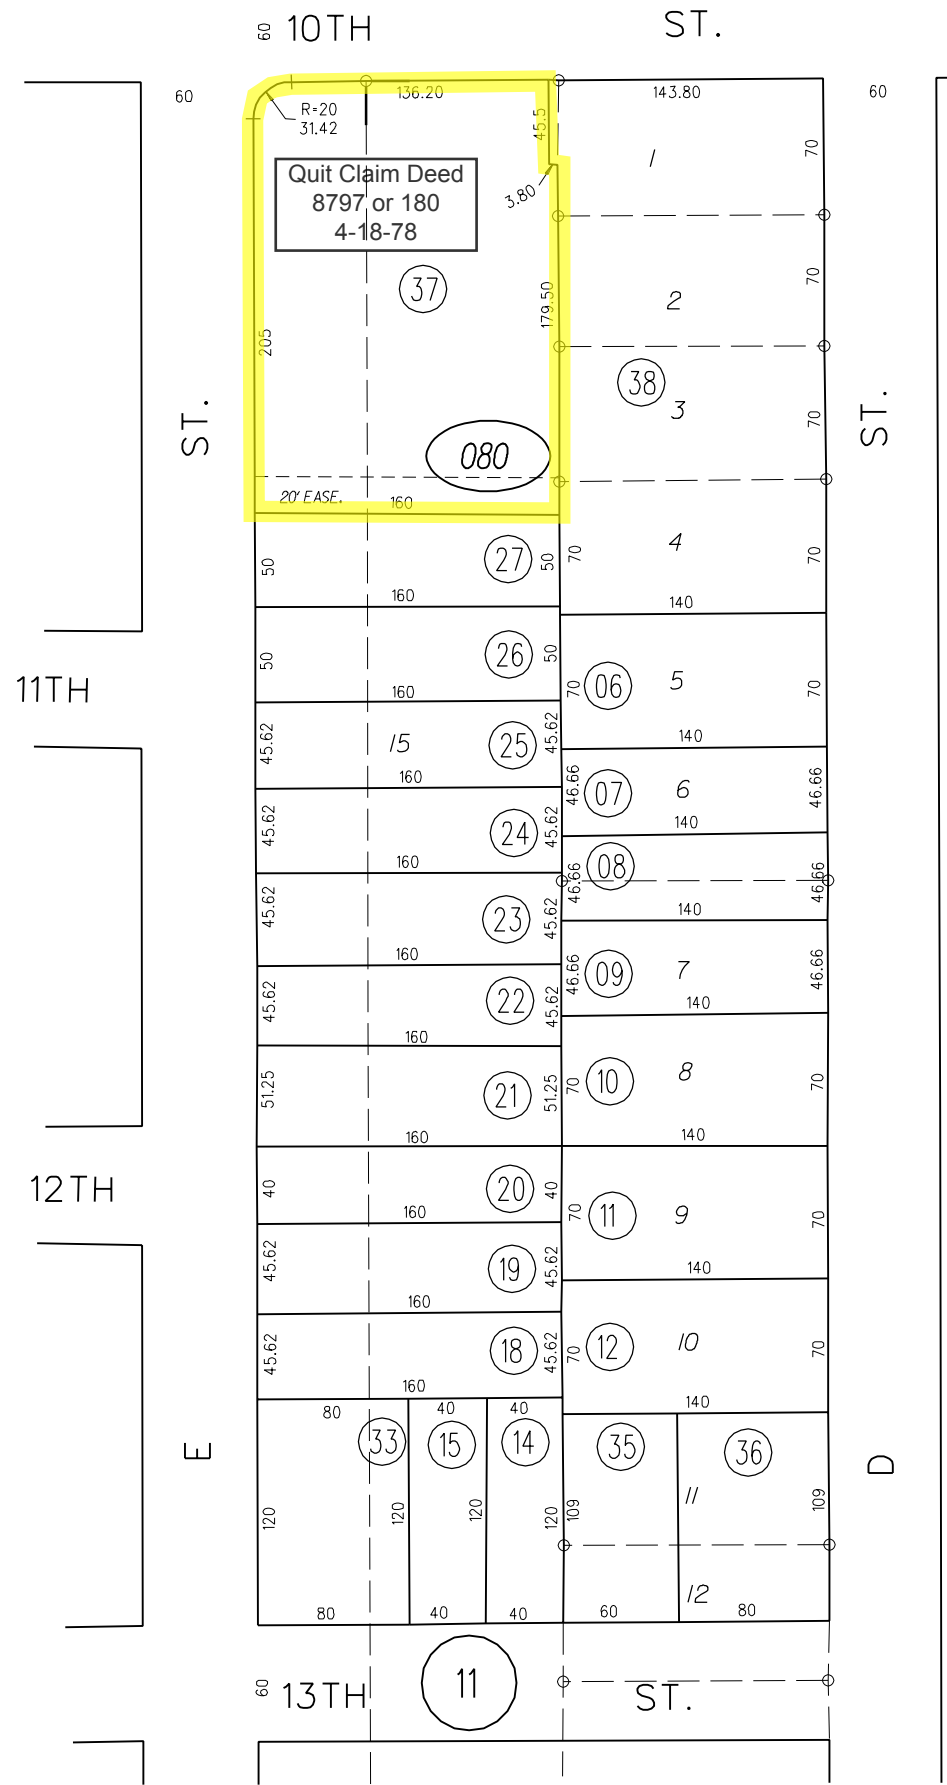 60 10TH ST.
60 136.20 143.80 60
R=20
31.42
45.5
3.80
1 70
Quit Claim Deed
8797 or 180
4-18-78
37
179.50
2 70
205
38
3 70
ST. ST.
080
20' EASE.
160
50 27 50 70 4 70
160 140
50 26 50
11TH
70 06 5 70
160 140
45.62 15 25 45.62
160
46.66 07 6 46.66
45.62 24 45.62
140
160
46.66 08 46.66
45.62 23 45.62
140
160
46.66 09 7 46.66
45.62 22 45.62
140
160
51.25 21 51.25 70 10 8 70
160 140
12TH
40 20 40
160
70 11 9 70
45.62 19 45.62
140
160
45.62 18 45.62 70 12 10 70
160 140
80 40 40
33 15 14 35 36
E D
120 120 120 120 109 11 109
12
80 40 40 60 80
60 13TH 11 ST.